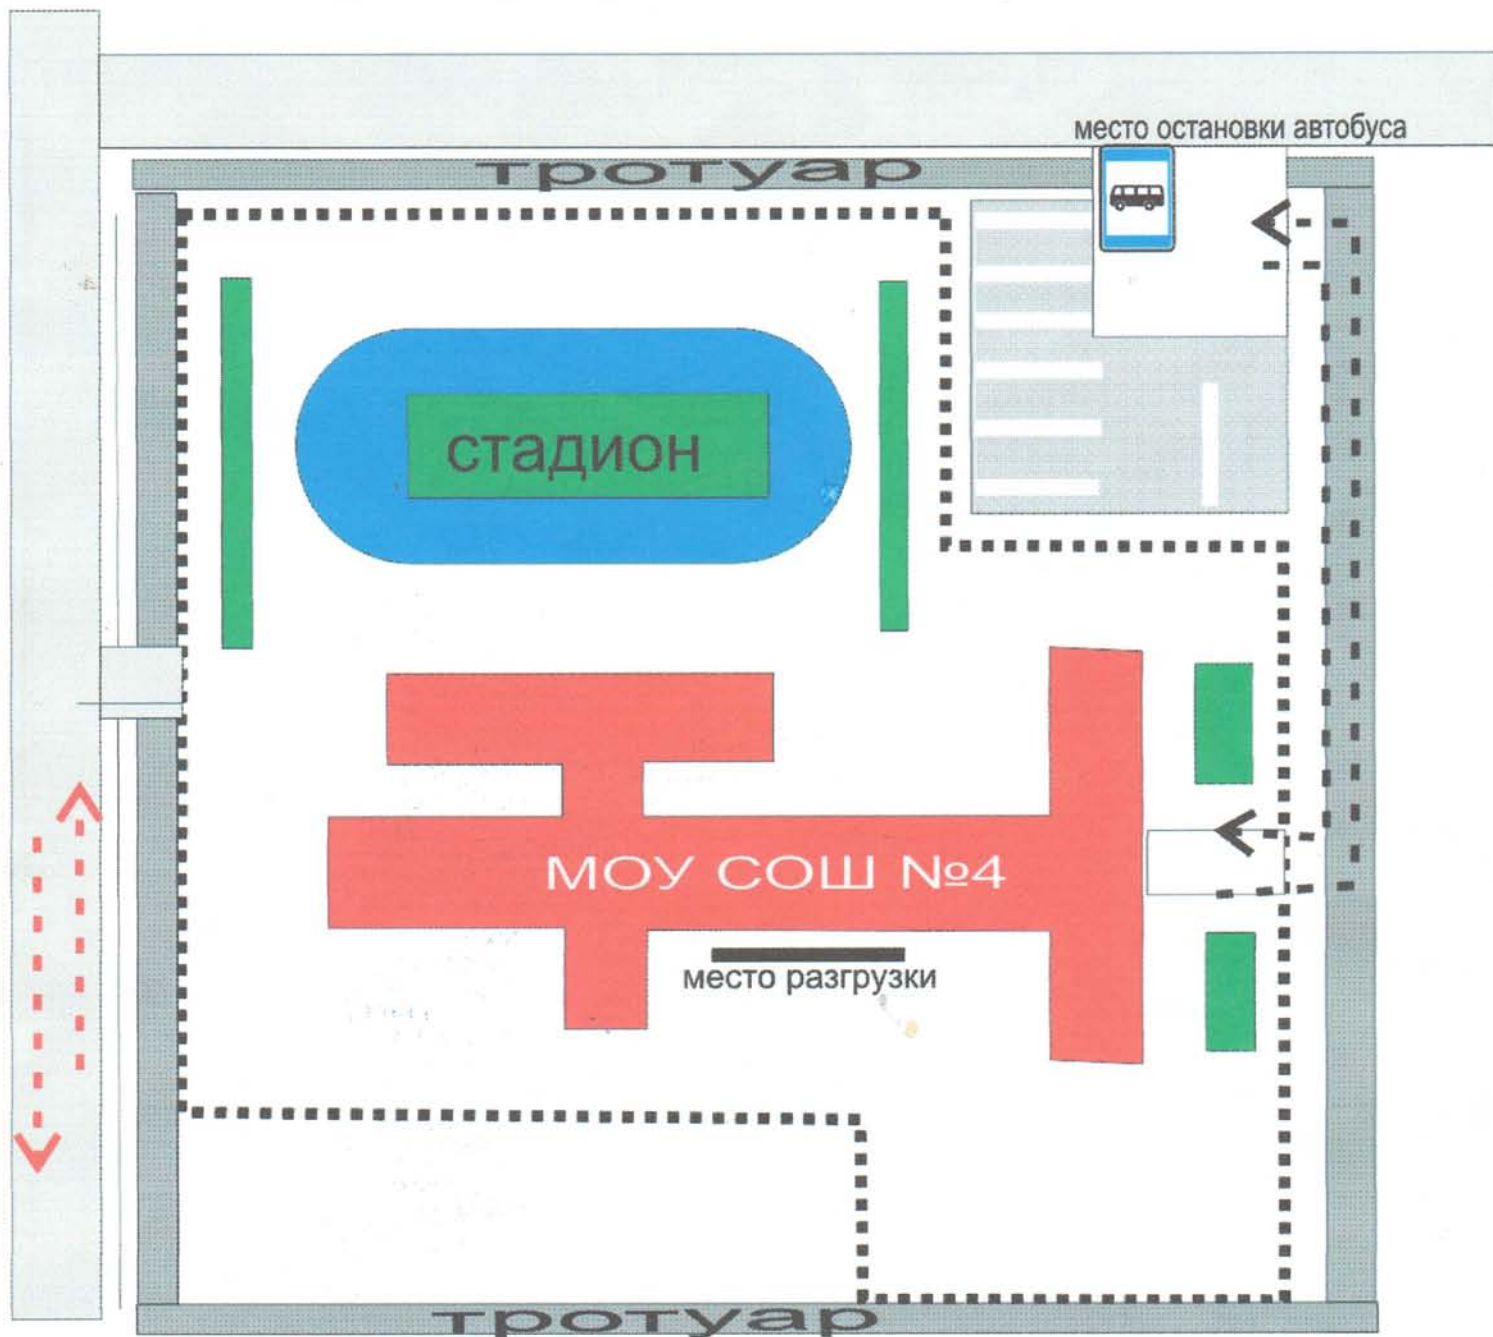 место остановки автобуса
тротуар
стадион
МОУ СОШ №4
место разгрузки
тротуар